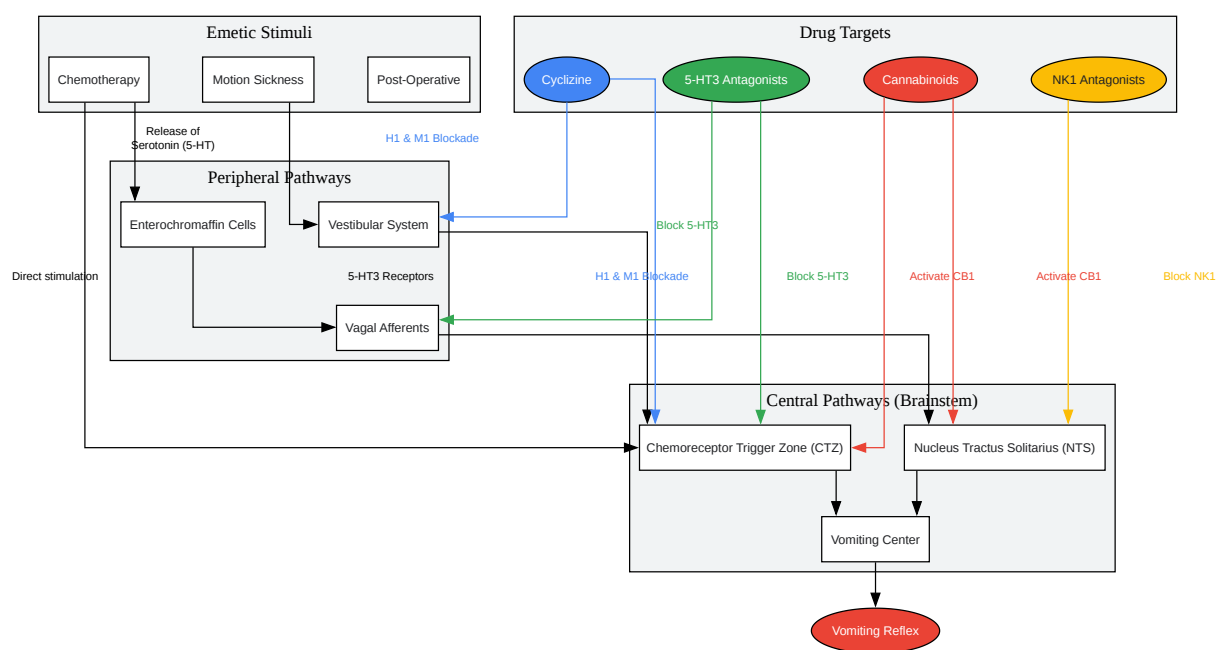 Emetic Stimuli
Drug Targets
Chemotherapy
Motion Sickness
Post-Operative
Cyclizine
5-HT3 Antagonists
Cannabinoids
NK1 Antagonists
Release of
Serotonin (5-HT)
H1 & M1 Blockade
Peripheral Pathways
Enterochromaffin Cells
Vestibular System
Block 5-HT3
Direct stimulation
5-HT3 Receptors
H1 & M1 Blockade
Block 5-HT3
Activate CB1
Activate CB1
Block NK1
Vagal Afferents
Central Pathways (Brainstem)
Chemoreceptor Trigger Zone (CTZ)
Nucleus Tractus Solitarius (NTS)
Vomiting Center
Vomiting Reflex